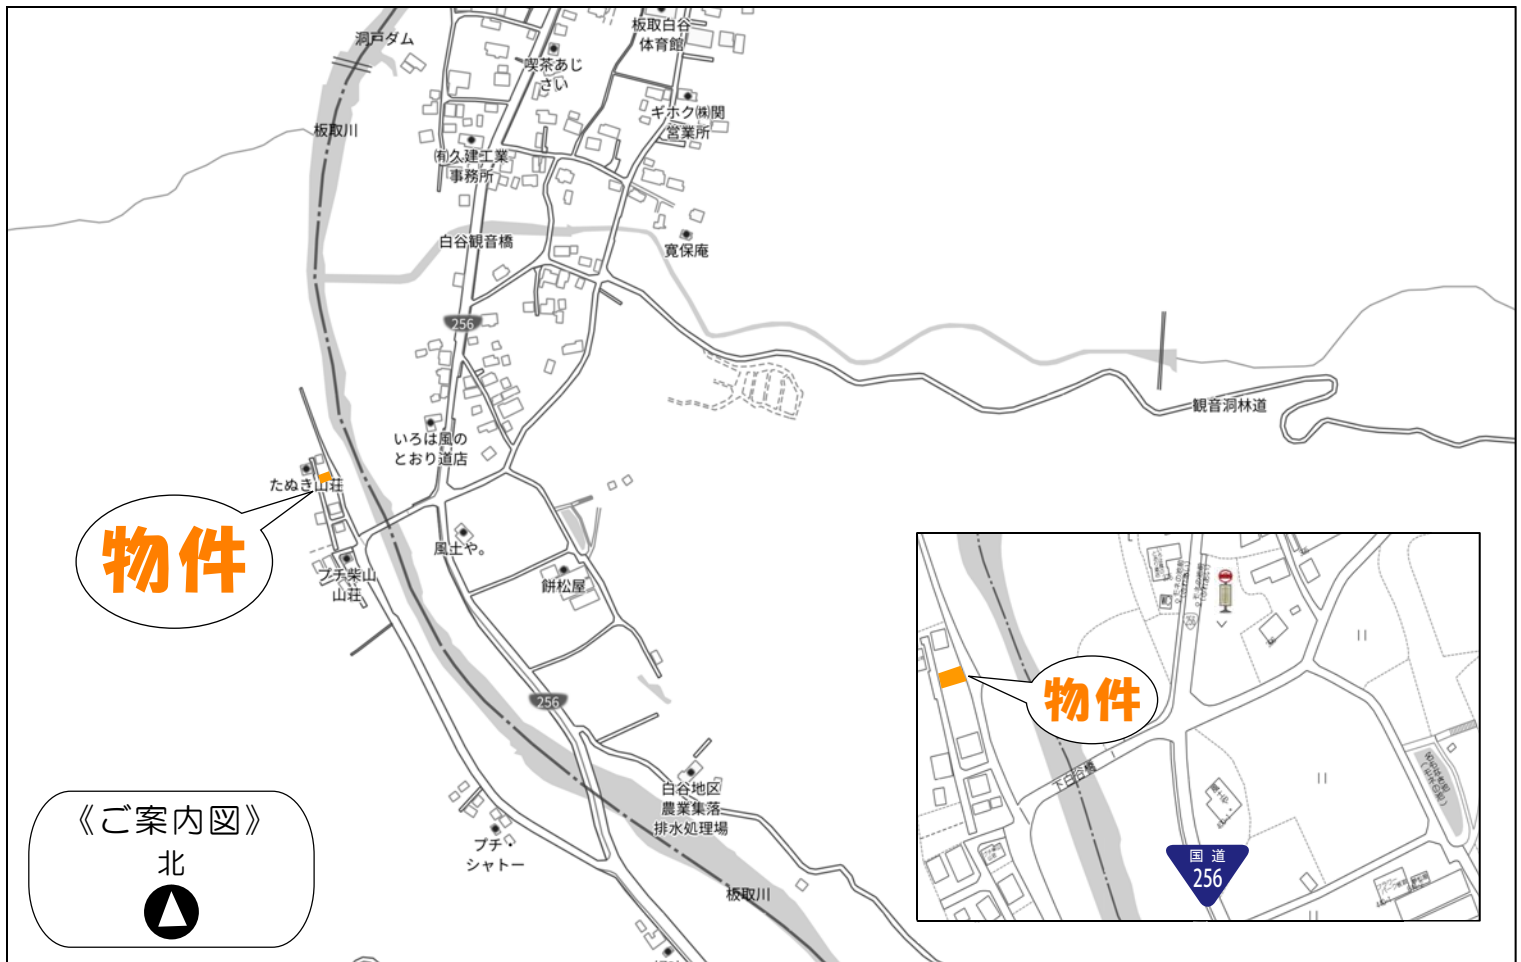 洞戸ダム
板取白谷
体育館
喫茶あじ
さい
ギホク㈱関
営業所
板取川
㈲久建工業
事務所
白谷観音橋
寛保庵
256
観音洞林道
いろは風の
とおり道店
たぬき山荘
物件
風土や。
プチ柴山
山荘
餅松屋
256
白谷地区
農業集落
排水処理場
プチ・
シャトー
板取川
《ご案内図》
北
物件
下白谷橋
国道
256